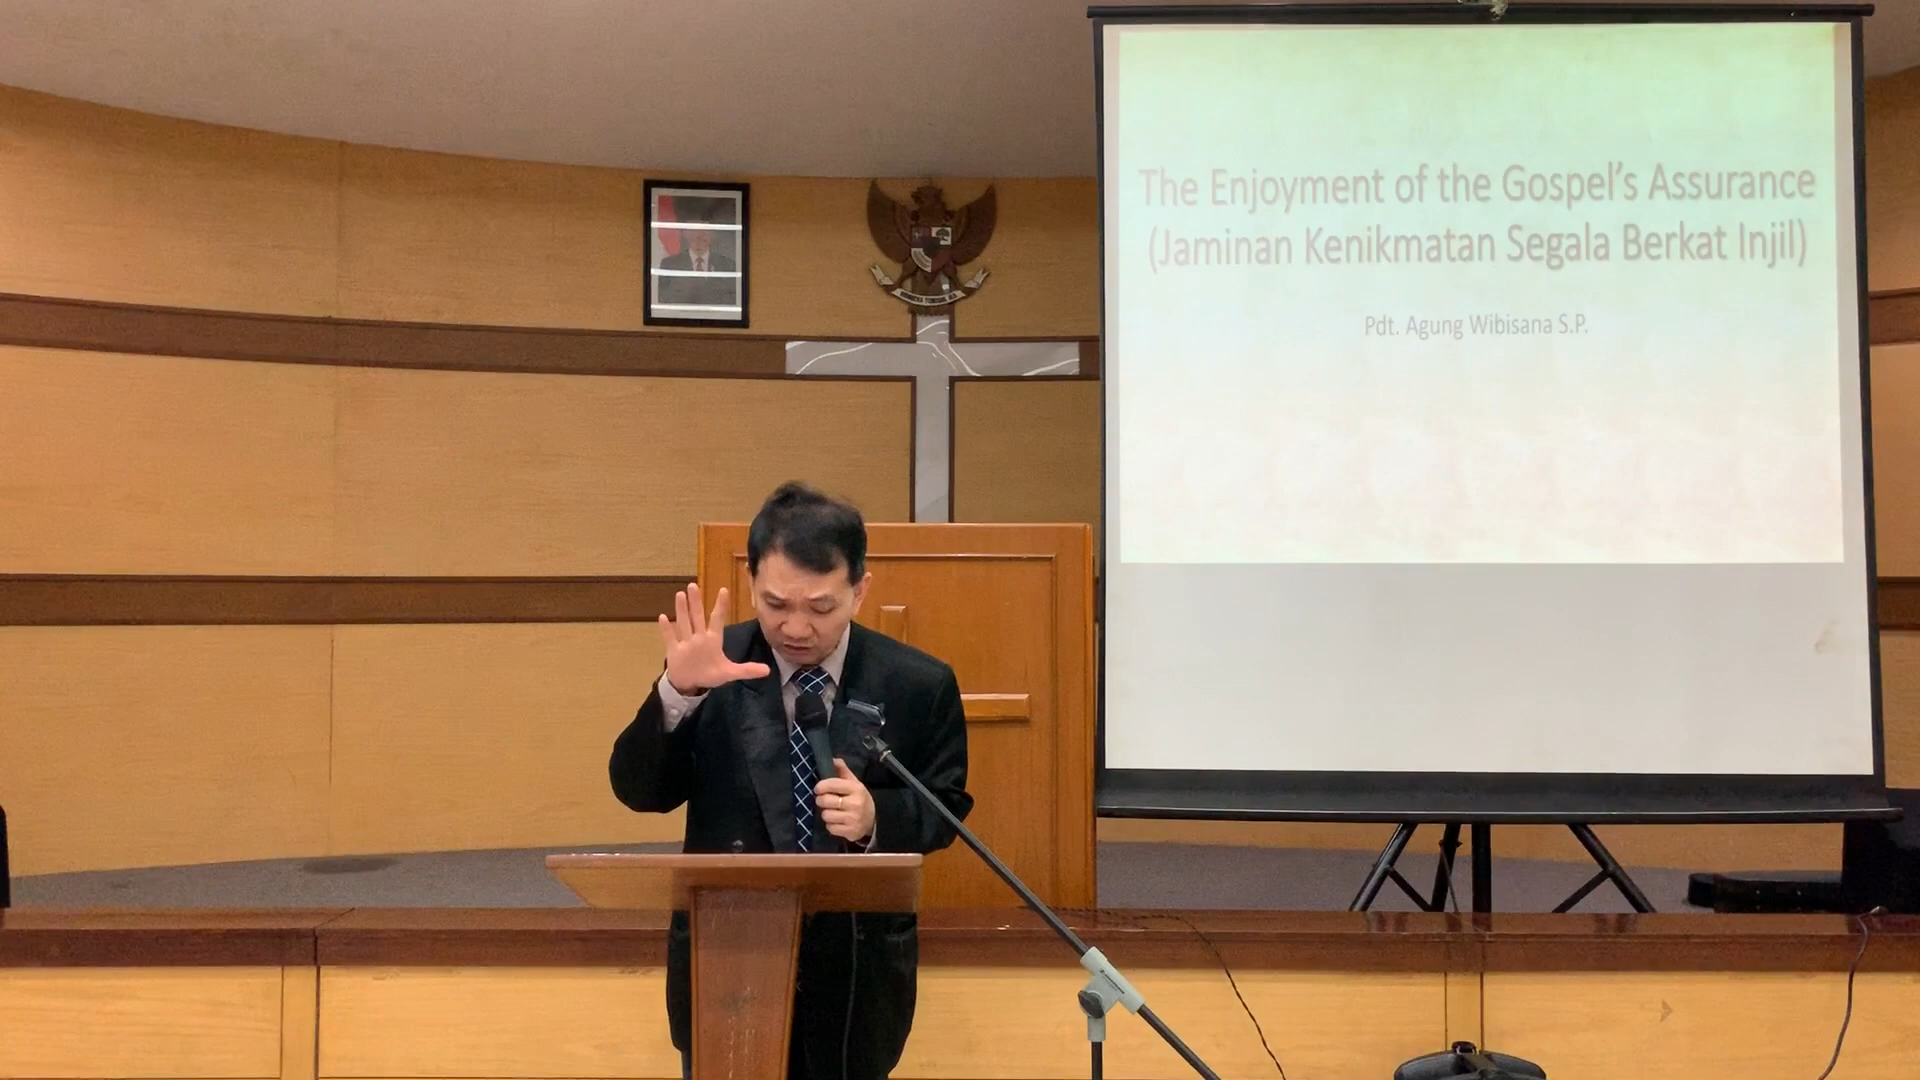 The Enjoyment of the Gospel's Assurance
(Jaminan Kenikmatan Segala Berkat Injil)
Pdt. Agung Wibisana S.P.